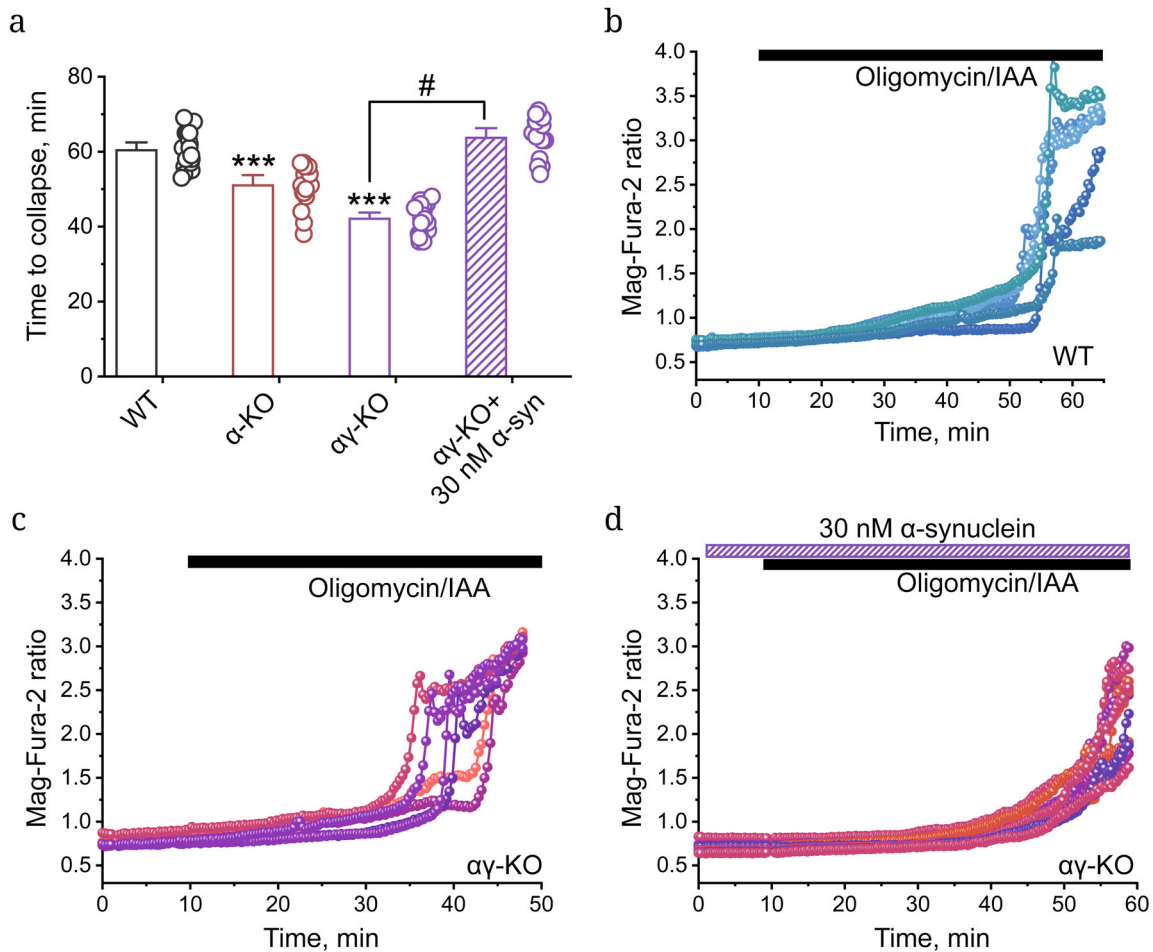 a
Time to collapse, min
80
60
40
20
0
***
***
#
WT
α-KO
αγ-KO
αγ-KO+
30 nM α-syn
b
Mag-Fura-2 ratio
4.0
3.5
3.0
2.5
2.0
1.5
1.0
0.5
Oligomycin/IAA
WT
0 10 20 30 40 50 60
Time, min
c
Mag-Fura-2 ratio
4.0
3.5
3.0
2.5
2.0
1.5
1.0
0.5
Oligomycin/IAA
αγ-KO
0 10 20 30 40 50
Time, min
d
30 nM α-synuclein
Mag-Fura-2 ratio
4.0
3.5
3.0
2.5
2.0
1.5
1.0
0.5
Oligomycin/IAA
αγ-KO
0 10 20 30 40 50 60
Time, min